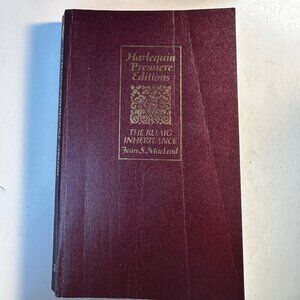 Harlequin
Premiere
Editions
THE RUAIG
INHERITANCE
Jean S. MacLeod